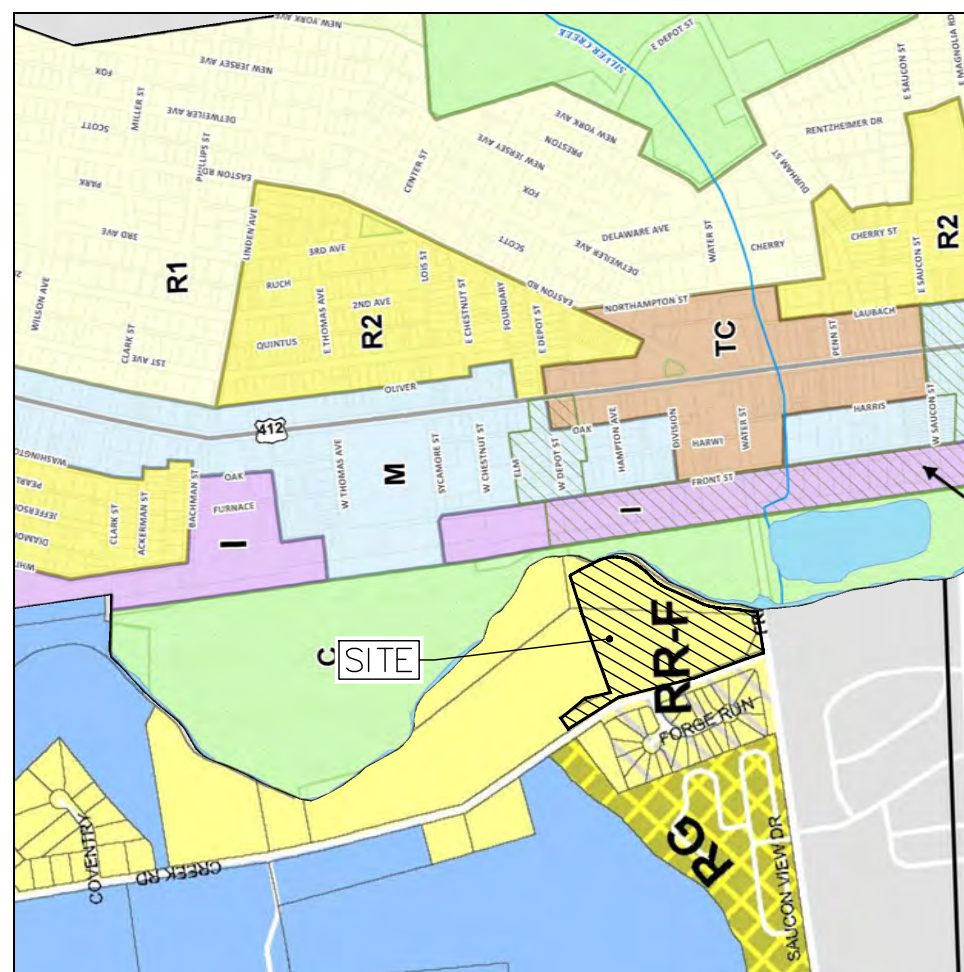 NEW YORK AVE
E DEPOT ST
SILVER CREEK
E SAUCON ST
E MAGNOLIA RD
NEW JERSEY AVE
FOX
MILLER ST
DETWEILER AVE
SCOTT
PHILLIPS ST
EASTON RD
CENTER ST
NEW YORK AVE
PRESTON
NEW JERSEY AVE
FOX
RENTZHEIMER DR
DURHAM ST
PARK
3RD AVE
LINDEN AVE
3RD AVE
SCOTT
DELAWARE AVE
DETWEILER AVE
WATER ST
CHERRY
CHERRY ST
E SAUCON ST
R2
WILSON AVE
R1
RUCH
LOIS ST
2ND AVE
E THOMAS AVE
E CHESTNUT ST
FOUNDARY
EASTON RD
NORTHAMPTON ST
LAUBACH
CLARK ST
1ST AVE
QUINTUS
R2
E DEPOT ST
TC
PENN ST
OLIVER
412
OAK
HARRIS
WASHINGTON
PEARL
JEFFERSON
DIAMOND
WHIT
CLARK ST
ACKERMAN ST
BACHMAN ST
OAK
FURNACE
W THOMAS AVE
M
SYCAMORE ST
W CHESTNUT ST
ELM
W DEPOT ST
HAMPTON AVE
DIVISION
HARWI
WATER ST
W SAUCON ST
FRONT ST
I
I
C
SITE
RR-F
FORGE RUN
COVENTRY
CREEK RD
RG
SAUCON VIEW DR